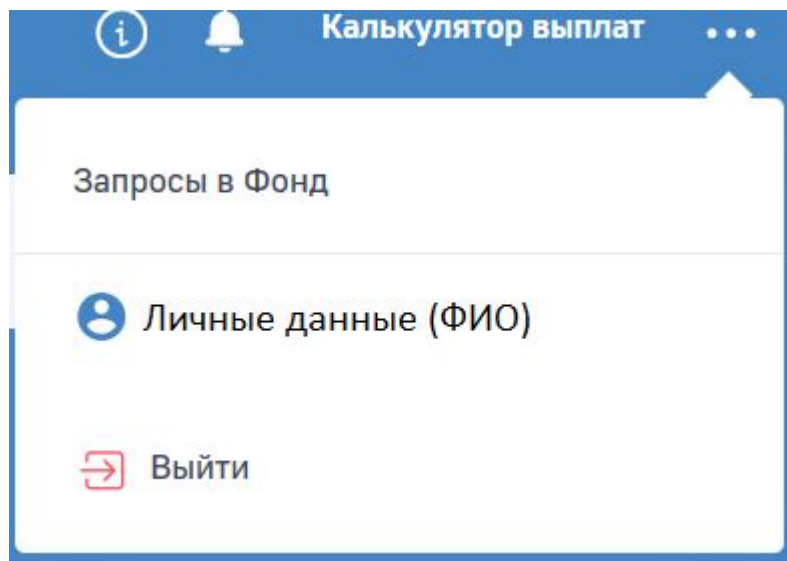 Калькулятор выплат ...
Запросы в Фонд
Личные данные (ФИО)
Выйти